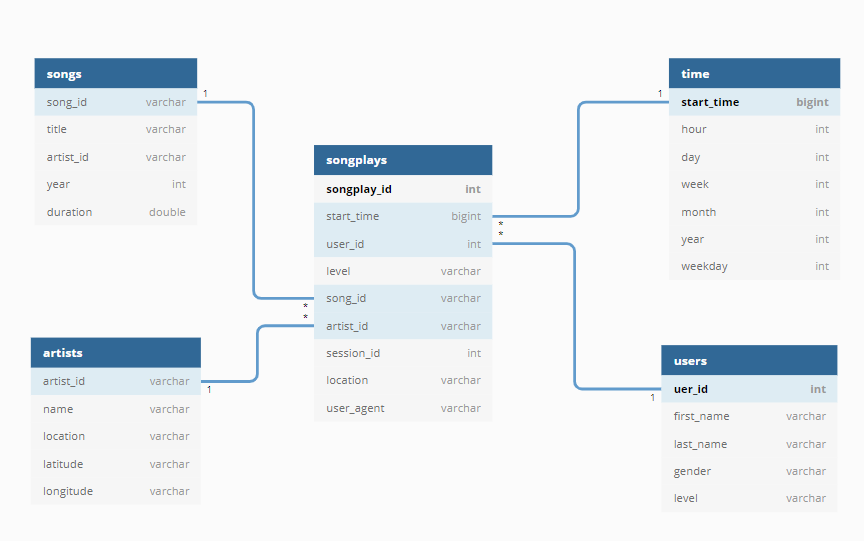 songs
song_id varchar
title varchar
artist_id varchar
year int
duration double
1
artists
artist_id varchar
name varchar
location varchar
latitude varchar
longitude varchar
1
songplays
songplay_id int
start_time bigint
user_id int
level varchar
song_id varchar
artist_id varchar
session_id int
location varchar
user_agent varchar
*
*
*
*
time
start_time bigint
hour int
day int
week int
month int
year int
weekday int
1
users
uer_id int
first_name varchar
last_name varchar
gender varchar
level varchar
1